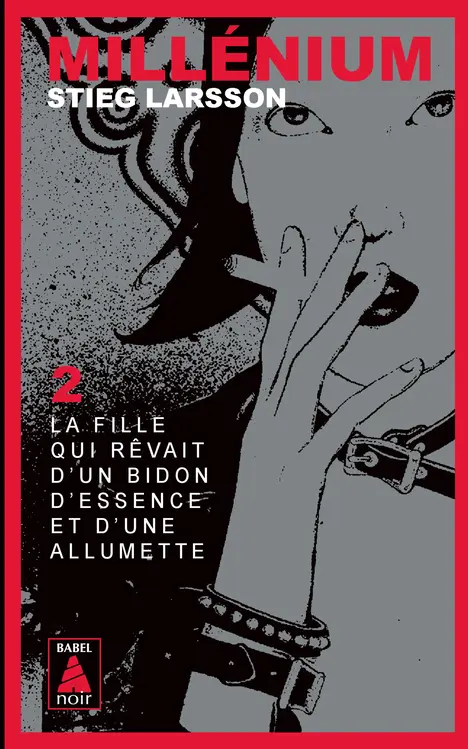 MILLÉNIUM
STIEG LARSSON
2
LA FILLE
QUI RÊVAIT
D'UN BIDON
D'ESSENCE
ET D'UNE
ALLUMETTE
BABEL
noir